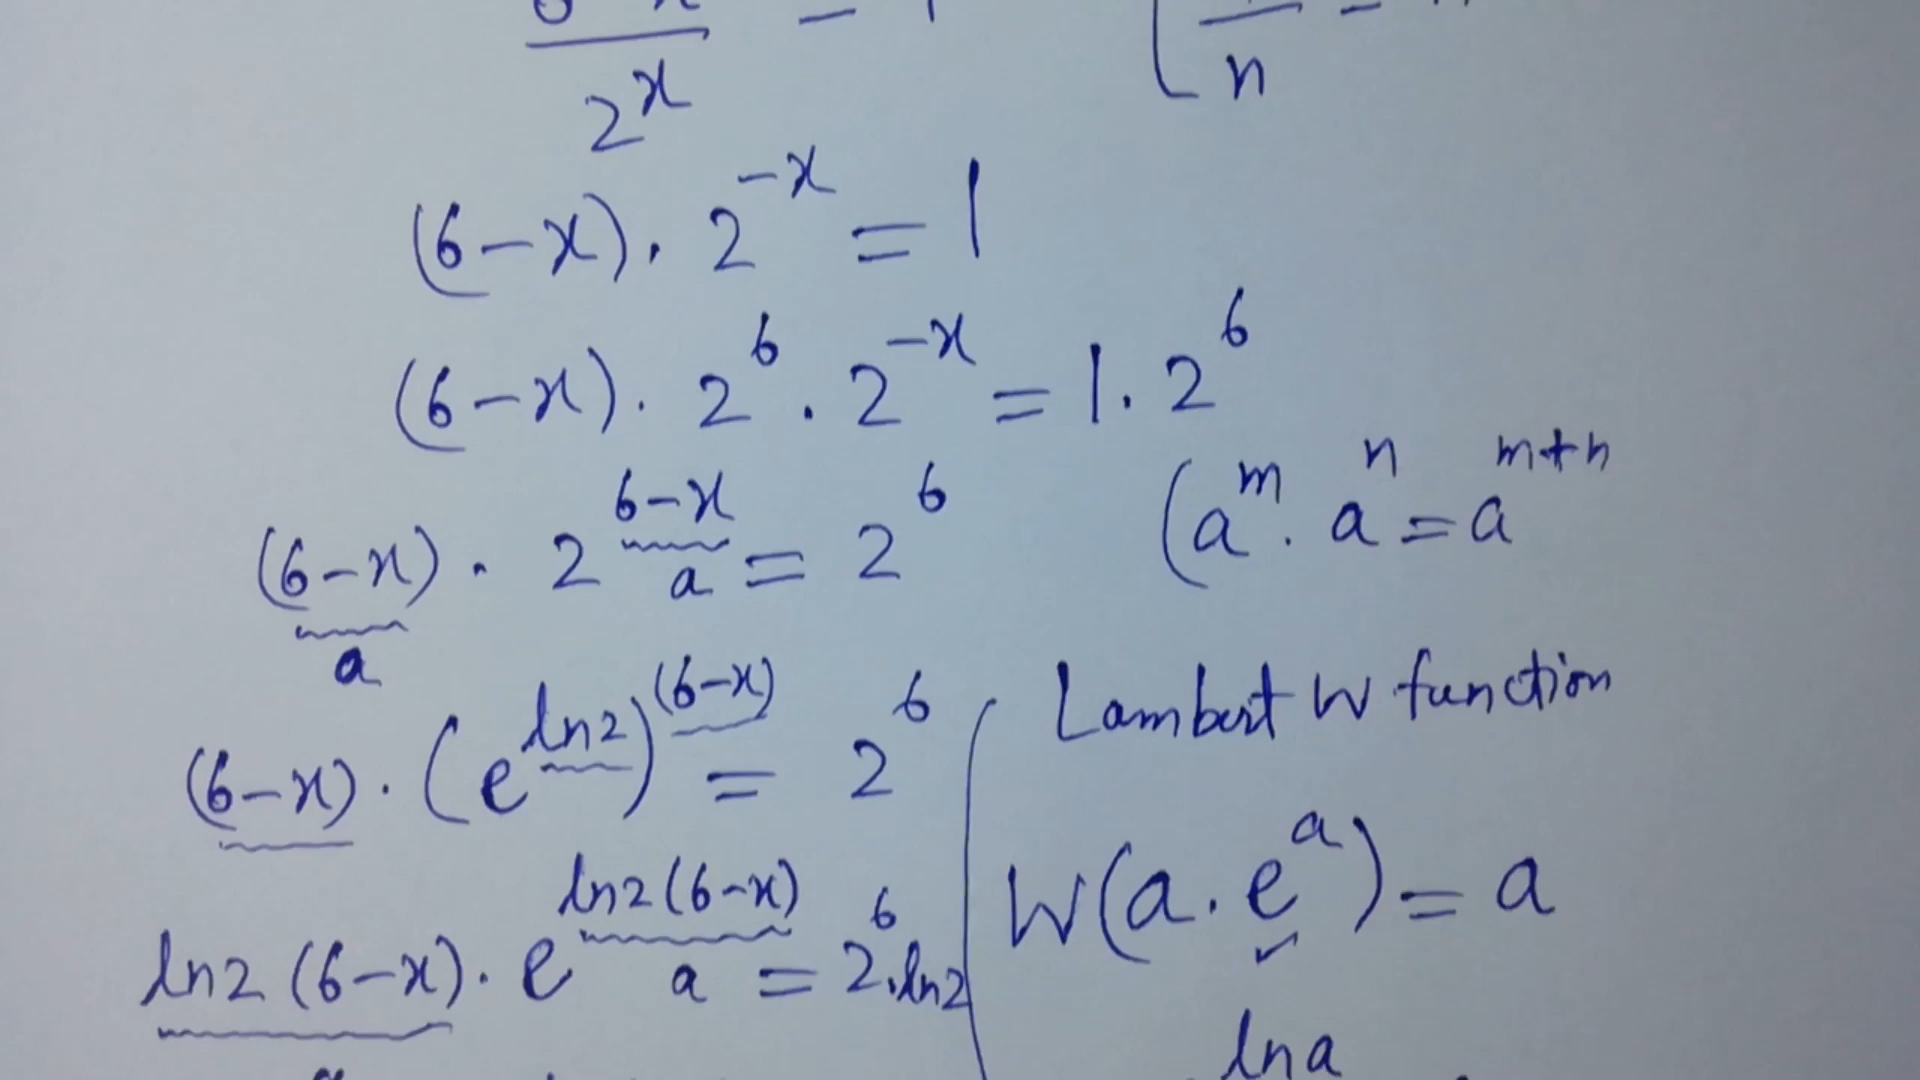 2^x n
(6-x). 2^-x = 1
(6-x). 2^6 . 2^-x = 1. 2^6
(6-x). 2^6-x = 2^6 (a^m . a^n = a^m+n
a a
(6-x). (e^ln2)^(6-x) = 2^6 Lambert W function
W(a. e^a) = a
ln2 (6-x). e^ln2(6-x) = 2^6.ln2
a
ln a